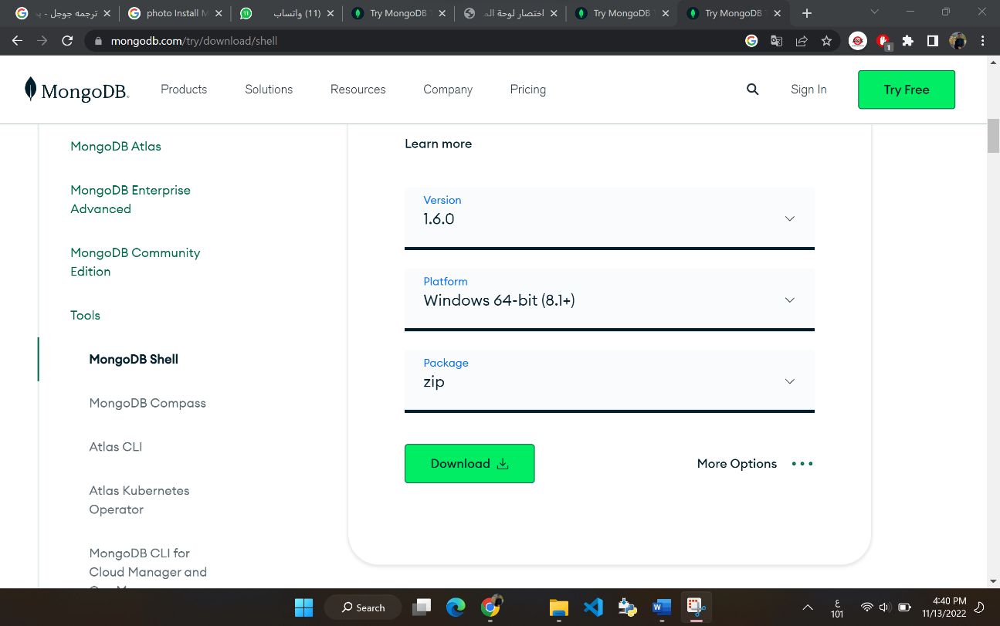 ترجمه جوجل - ب
photo Install M
(11) واتساب
Try MongoDB
اختصار لوحة الم
Try MongoDB
Try MongoDB
mongodb.com/try/download/shell
1
MongoDB.
Products
Solutions
Resources
Company
Pricing
Sign In
Try Free
MongoDB Atlas
MongoDB Enterprise
Advanced
MongoDB Community
Edition
Tools
MongoDB Shell
MongoDB Compass
Atlas CLI
Atlas Kubernetes
Operator
MongoDB CLI for
Cloud Manager and
Learn more
Version
1.6.0
Platform
Windows 64-bit (8.1+)
Package
zip
Download
More Options
Search
ع
101
4:40 PM
11/13/2022